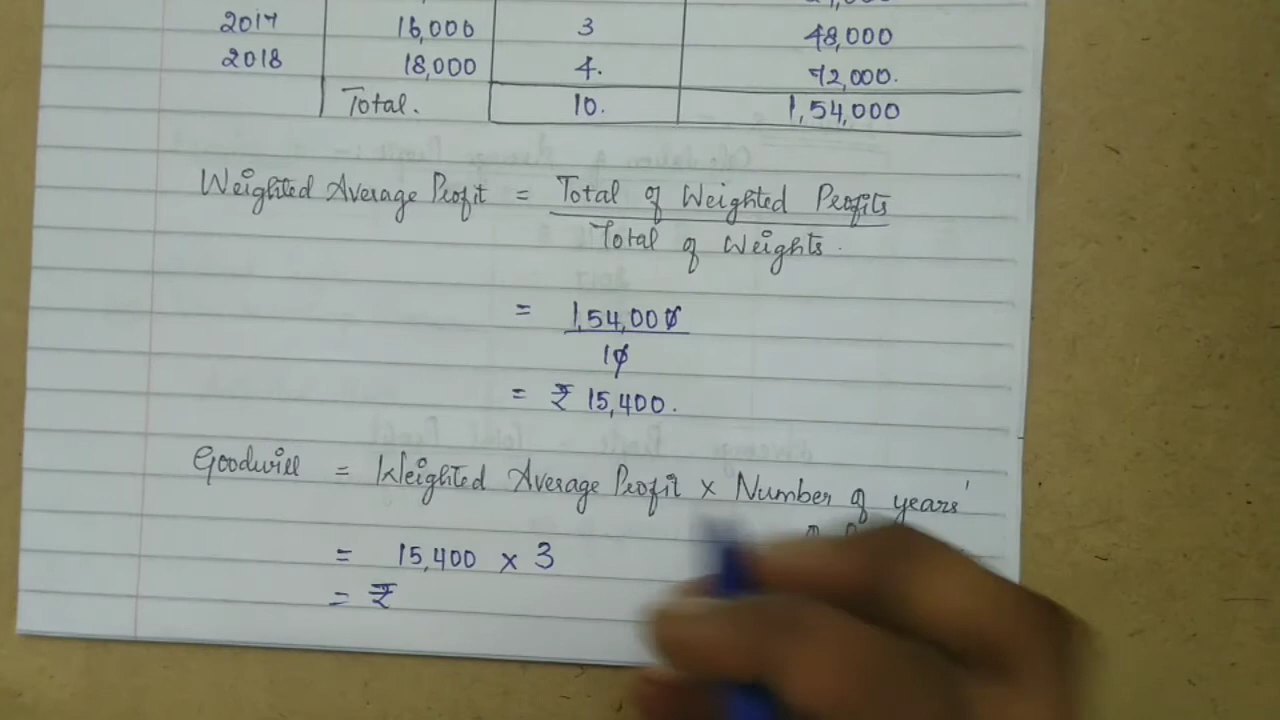 2017 16,000 3 48,000
2018 18,000 4. 72,000.
Total. 10. 1,54,000
Weighted Average Profit = Total of Weighted Profits
Total of Weights.
= 1,54,000
10
= ₹ 15,400.
Goodwill = Weighted Average Profit × Number of years'
= 15,400 × 3
= ₹